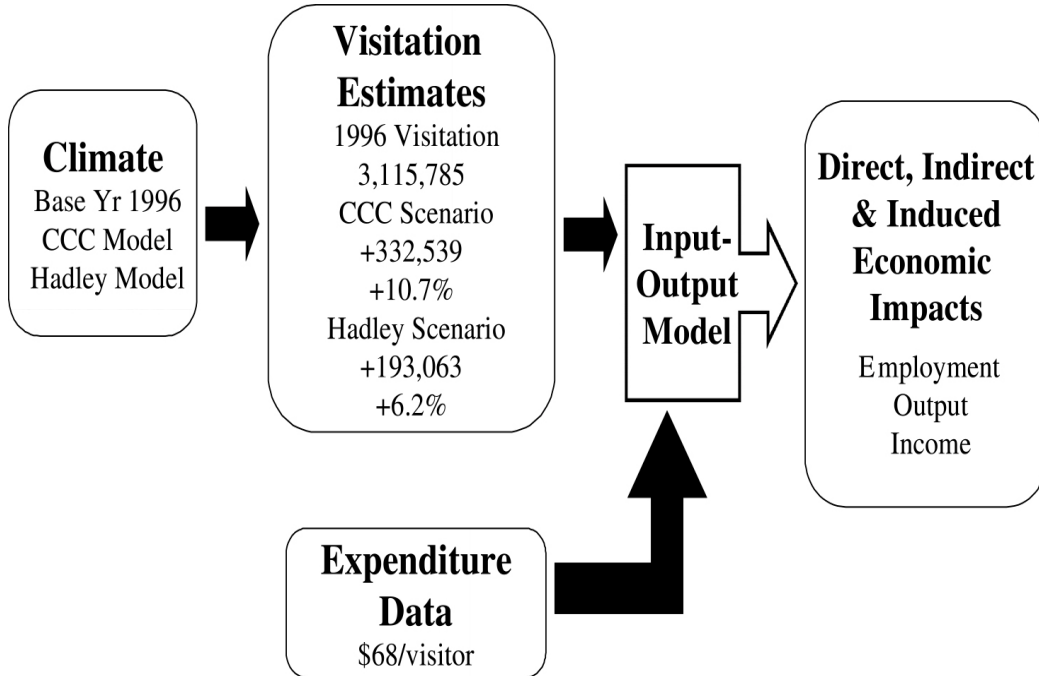 Climate
Base Yr 1996
CCC Model
Hadley Model
Visitation
Estimates
1996 Visitation
3,115,785
CCC Scenario
+332,539
+10.7%
Hadley Scenario
+193,063
+6.2%
Input-
Output
Model
Direct, Indirect
& Induced
Economic
Impacts
Employment
Output
Income
Expenditure
Data
$68/visitor